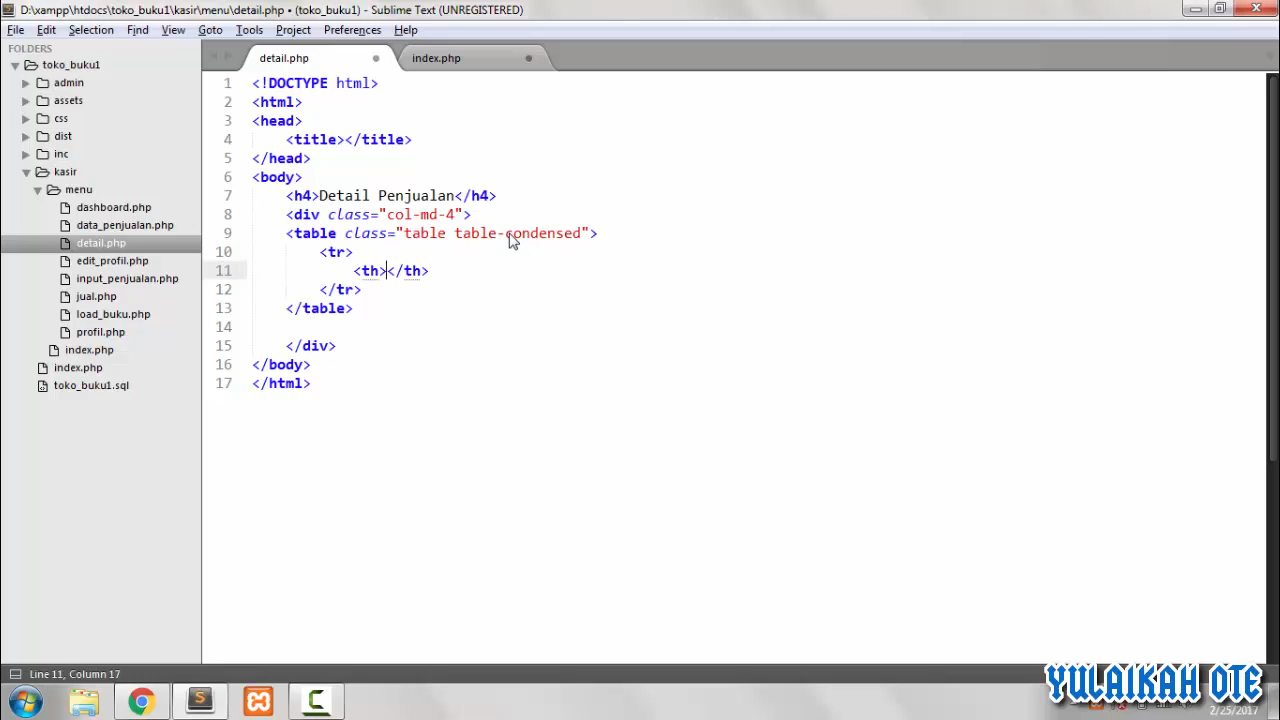 D:\xampp\htdocs\toko_buku1\kasir\menu\detail.php • (toko_buku1) - Sublime Text (UNREGISTERED)
File Edit Selection Find View Goto Tools Project Preferences Help
FOLDERS
toko_buku1
admin
assets
css
dist
inc
kasir
menu
dashboard.php
data_penjualan.php
detail.php
edit_profil.php
input_penjualan.php
jual.php
load_buku.php
profil.php
index.php
index.php
toko_buku1.sql
detail.php index.php
1 <!DOCTYPE html>
2 <html>
3 <head>
4 <title></title>
5 </head>
6 <body>
7 <h4>Detail Penjualan</h4>
8 <div class="col-md-4">
9 <table class="table table-condensed">
10 <tr>
11 <th></th>
12 </tr>
13 </table>
14
15 </div>
16 </body>
17 </html>
Line 11, Column 17
YULAIKAH OTE
2/25/2017